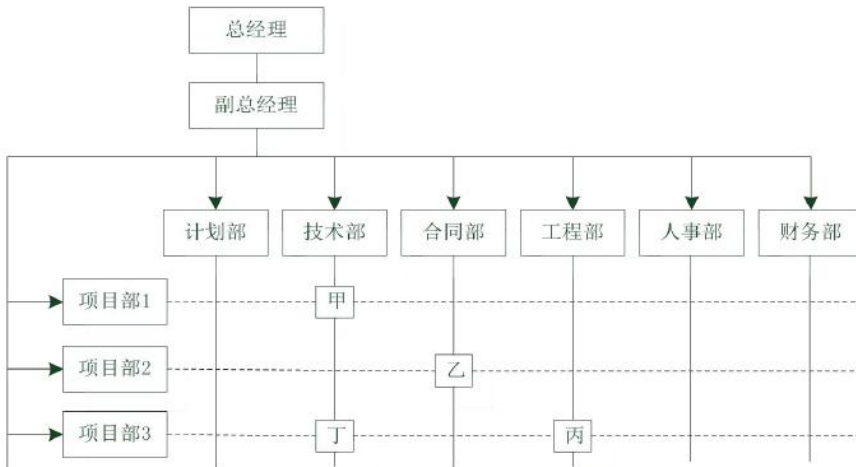 总经理
副总经理
计划部 技术部 合同部 工程部 人事部 财务部
项目部1 甲
项目部2 乙
项目部3 丁 丙